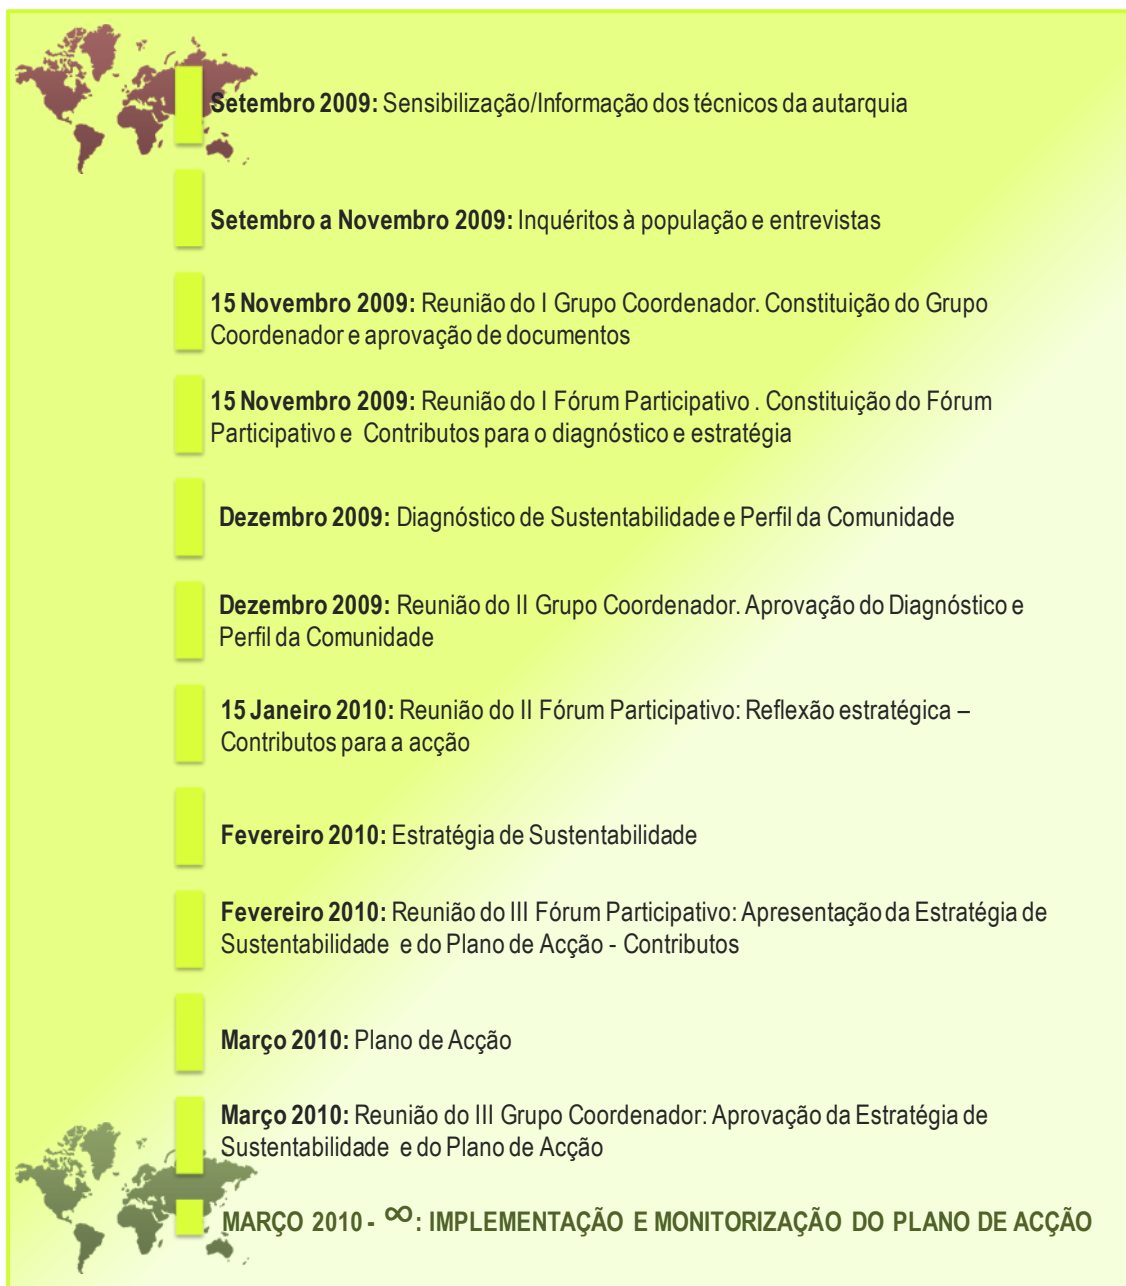 Setembro 2009: Sensibilização/Informação dos técnicos da autarquia
Setembro a Novembro 2009: Inquéritos à população e entrevistas
15 Novembro 2009: Reunião do I Grupo Coordenador. Constituição do Grupo
Coordenador e aprovação de documentos
15 Novembro 2009: Reunião do I Fórum Participativo . Constituição do Fórum
Participativo e Contributos para o diagnóstico e estratégia
Dezembro 2009: Diagnóstico de Sustentabilidade e Perfil da Comunidade
Dezembro 2009: Reunião do II Grupo Coordenador. Aprovação do Diagnóstico e
Perfil da Comunidade
15 Janeiro 2010: Reunião do II Fórum Participativo: Reflexão estratégica –
Contributos para a acção
Fevereiro 2010: Estratégia de Sustentabilidade
Fevereiro 2010: Reunião do III Fórum Participativo: Apresentação da Estratégia de
Sustentabilidade e do Plano de Acção - Contributos
Março 2010: Plano de Acção
Março 2010: Reunião do III Grupo Coordenador: Aprovação da Estratégia de
Sustentabilidade e do Plano de Acção
MARÇO 2010 - ∞: IMPLEMENTAÇÃO E MONITORIZAÇÃO DO PLANO DE ACÇÃO